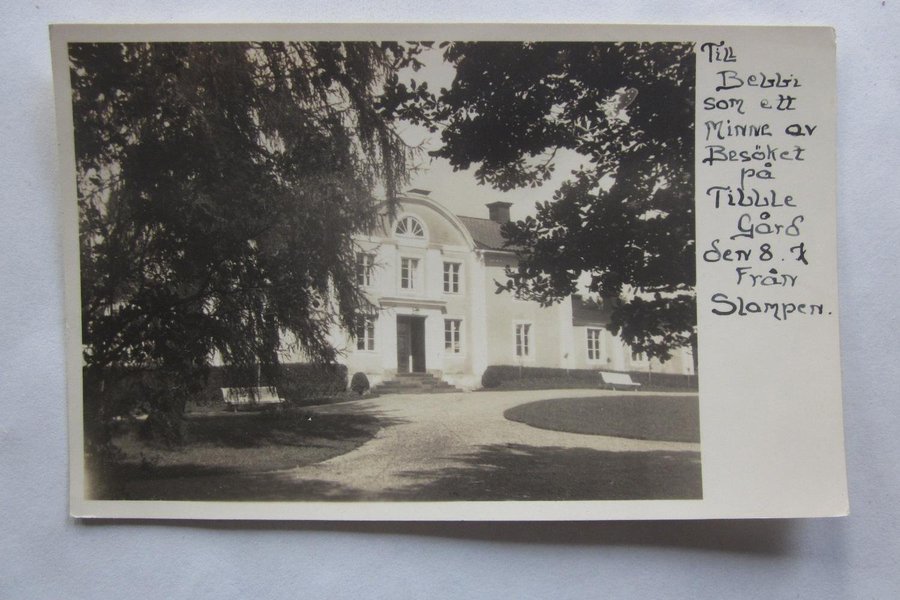 Till
Bebbi
som ett
Minne av
Besöket
på
Tibble
Gård
den 8.7
Från
Slampen.